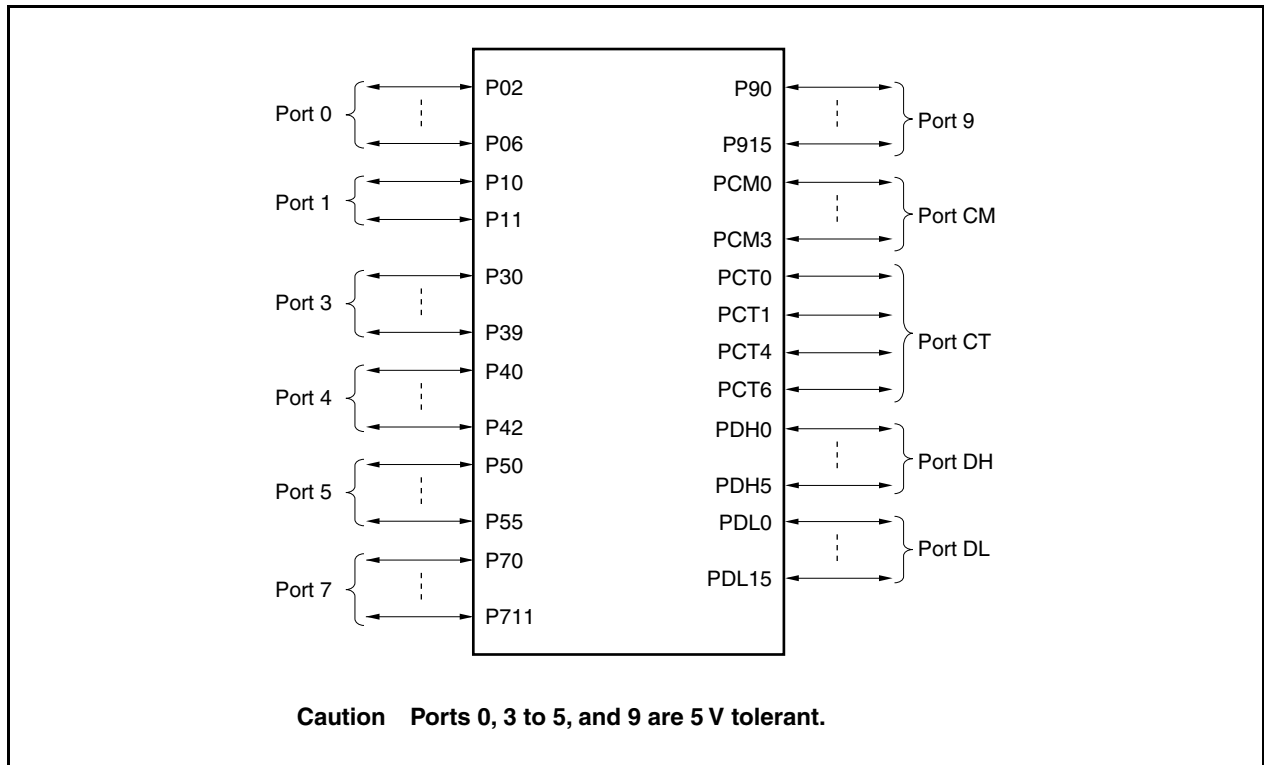 Port 0
P02
P06
Port 1
P10
P11
Port 3
P30
P39
Port 4
P40
P42
Port 5
P50
P55
Port 7
P70
P711
P90
P915
Port 9
PCM0
PCM3
Port CM
PCT0
PCT1
PCT4
PCT6
Port CT
PDH0
PDH5
Port DH
PDL0
PDL15
Port DL
Caution Ports 0, 3 to 5, and 9 are 5 V tolerant.